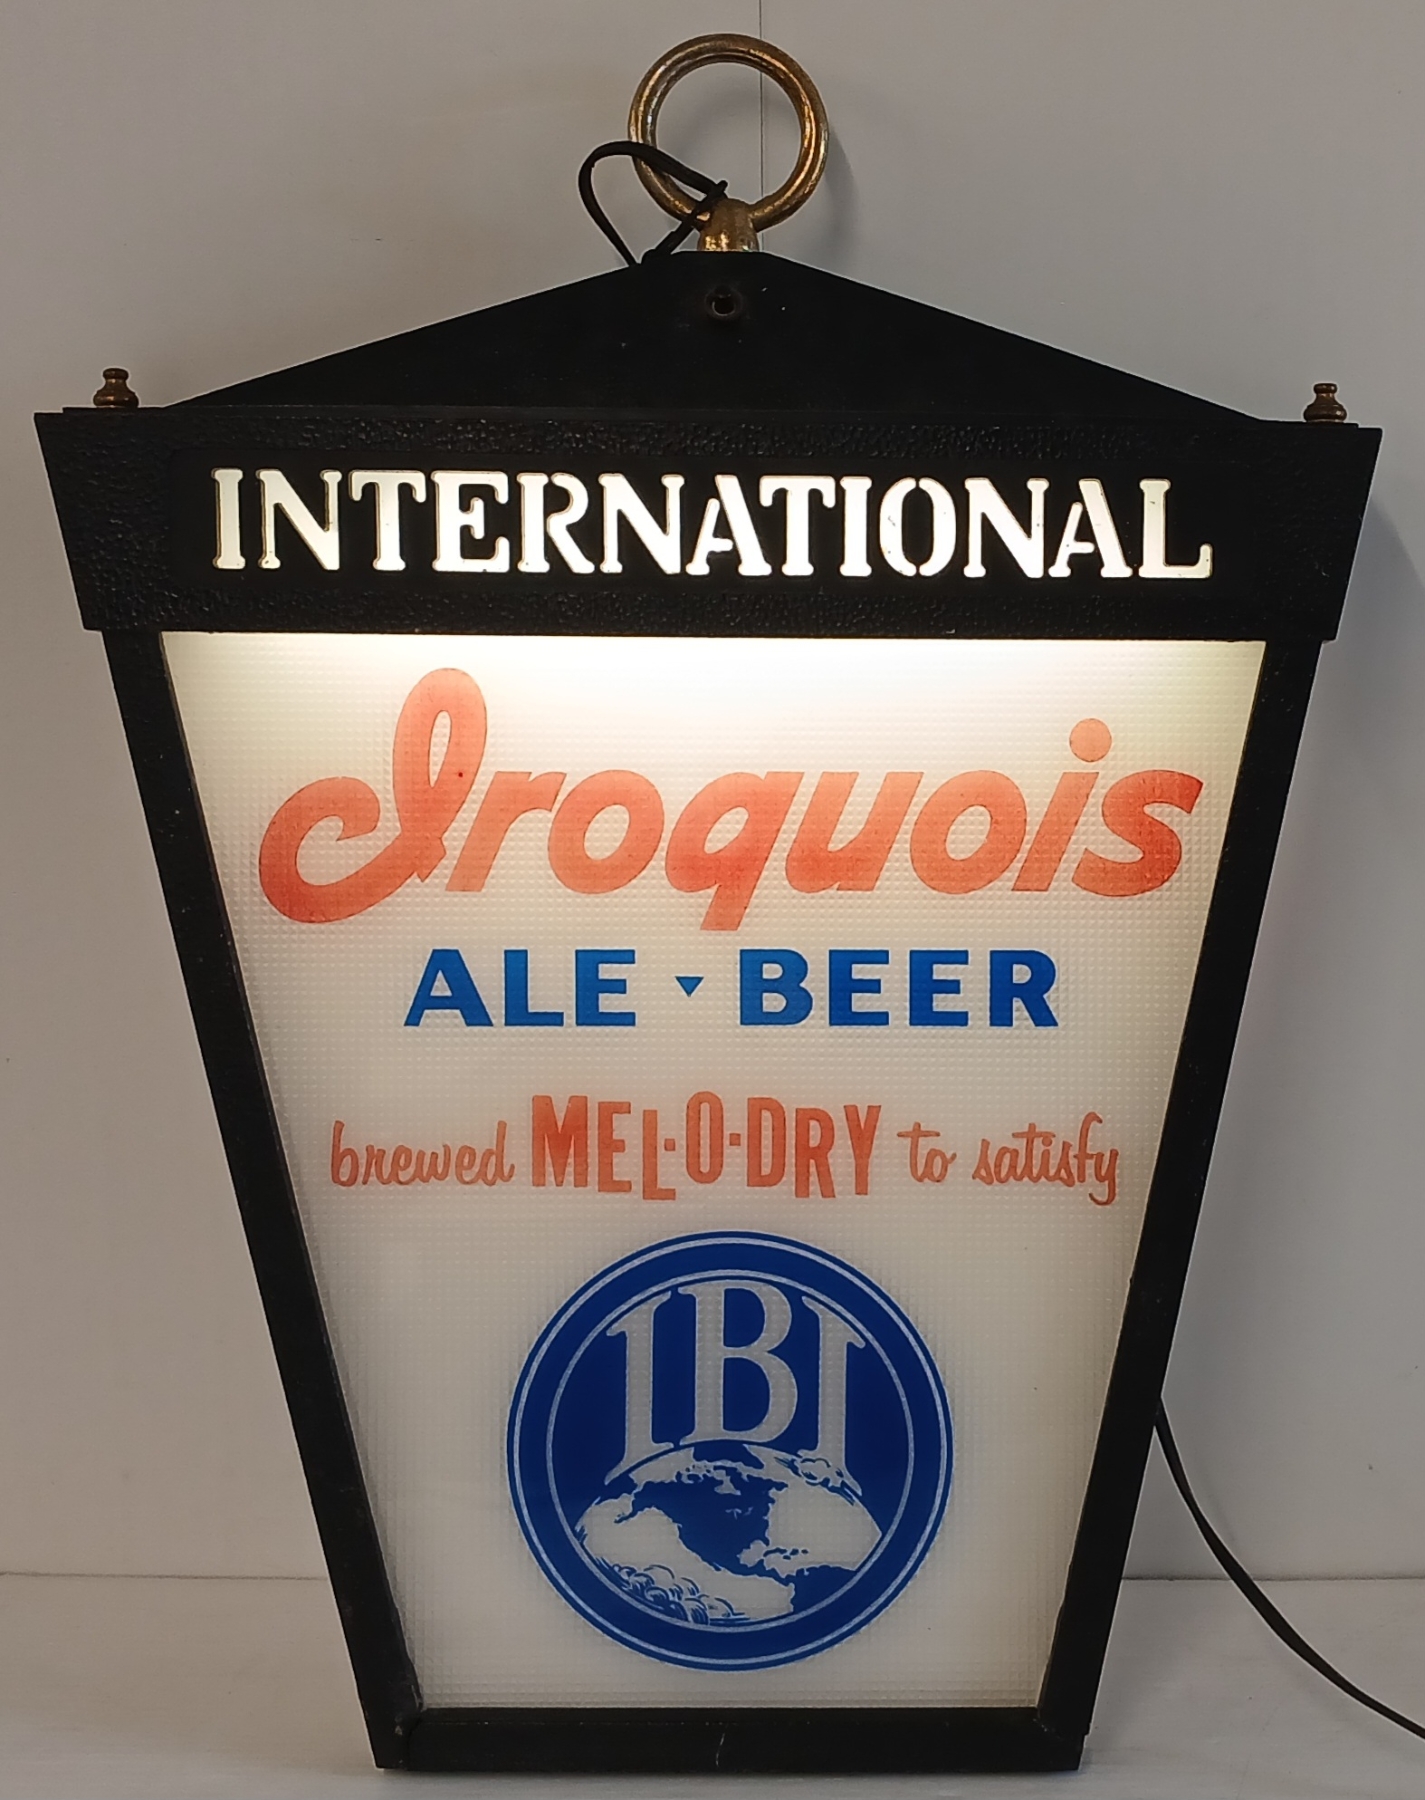 INTERNATIONAL
Iroquois
ALE ▾ BEER
brewed MEL·O·DRY to satisfy
IBI